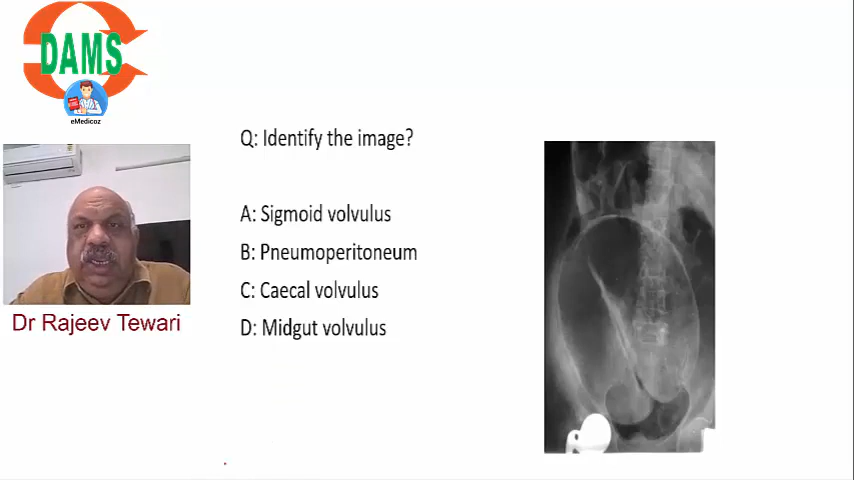 DAMS
eMedicoz
Q: Identify the image?
A: Sigmoid volvulus
B: Pneumoperitoneum
C: Caecal volvulus
D: Midgut volvulus
Dr Rajeev Tewari